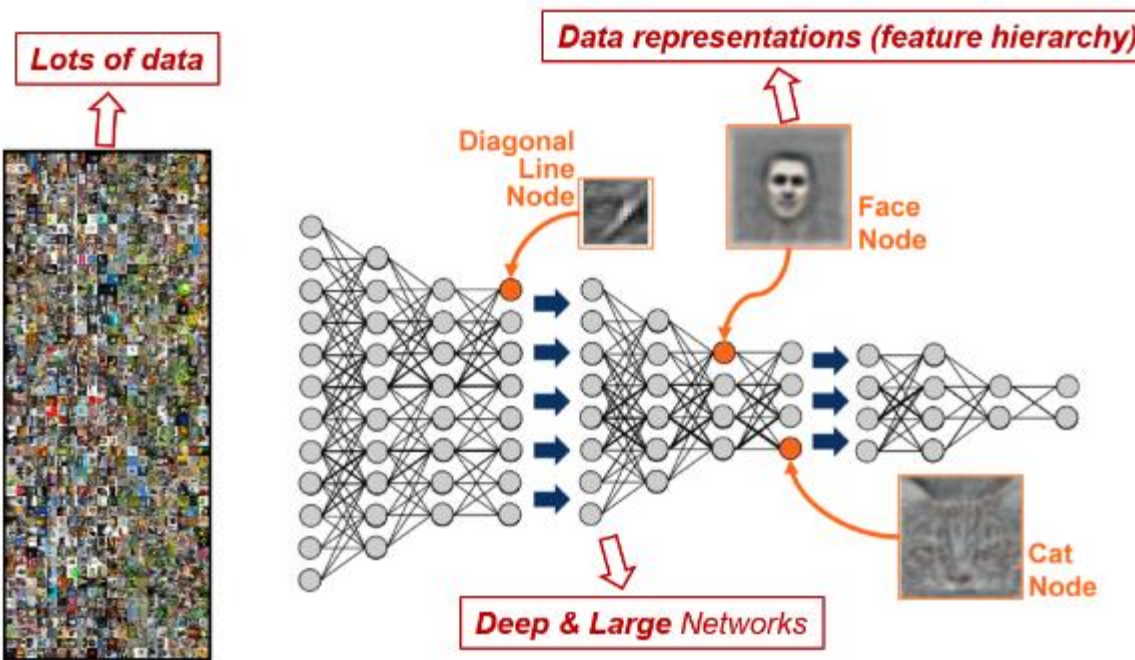 Lots of data
Data representations (feature hierarchy)
Diagonal
Line
Node
Face
Node
Cat
Node
Deep & Large Networks